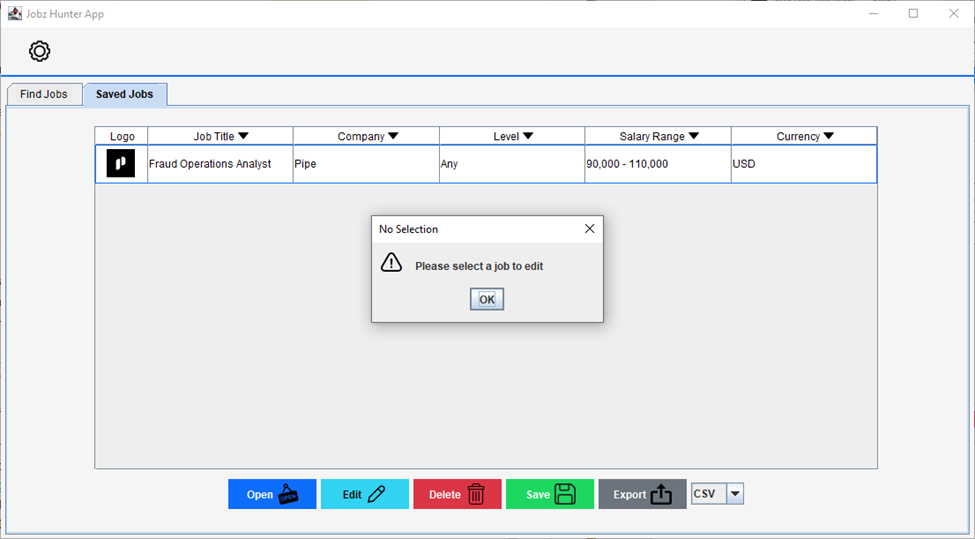 Jobz Hunter App
Find Jobs Saved Jobs
Logo Job Title Company Level Salary Range Currency
Fraud Operations Analyst Pipe Any 90,000 - 110,000 USD
No Selection
Please select a job to edit
OK
Open OPEN Edit Delete Save Export CSV